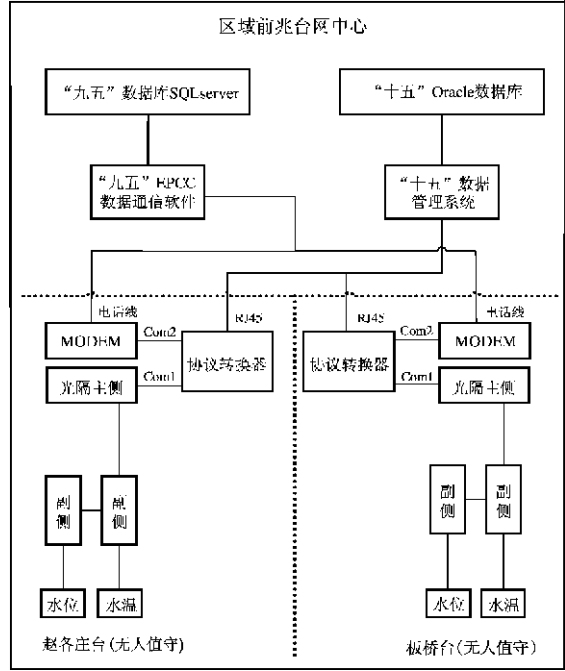 区域前兆台网中心
“九五”数据库SQLserver
“十五”Oracle数据库
“九五”EPCC
数据通信软件
“十五”数据
管理系统
电话线
RJ45
RJ45
电话线
MODEM
Com2
协议转换器
协议转换器
Com2
MODEM
光隔主侧
Com1
Com1
光隔主侧
副侧
副侧
副侧
副侧
水位
水温
水位
水温
赵各庄台(无人值守)
板桥台(无人值守)